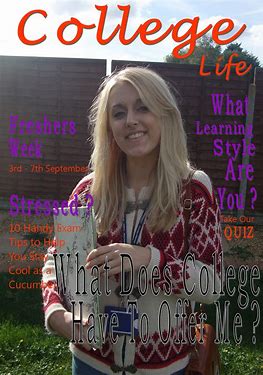 College
Life
Freshers
Week
3rd - 7th September
What
Learning
Style
Are
You ?
Take Our
QUIZ
Stressed ?
10 Handy Exam
Tips to Help
You Stay
Cool as a
Cucumber
What Does College
Have To Offer Me ?